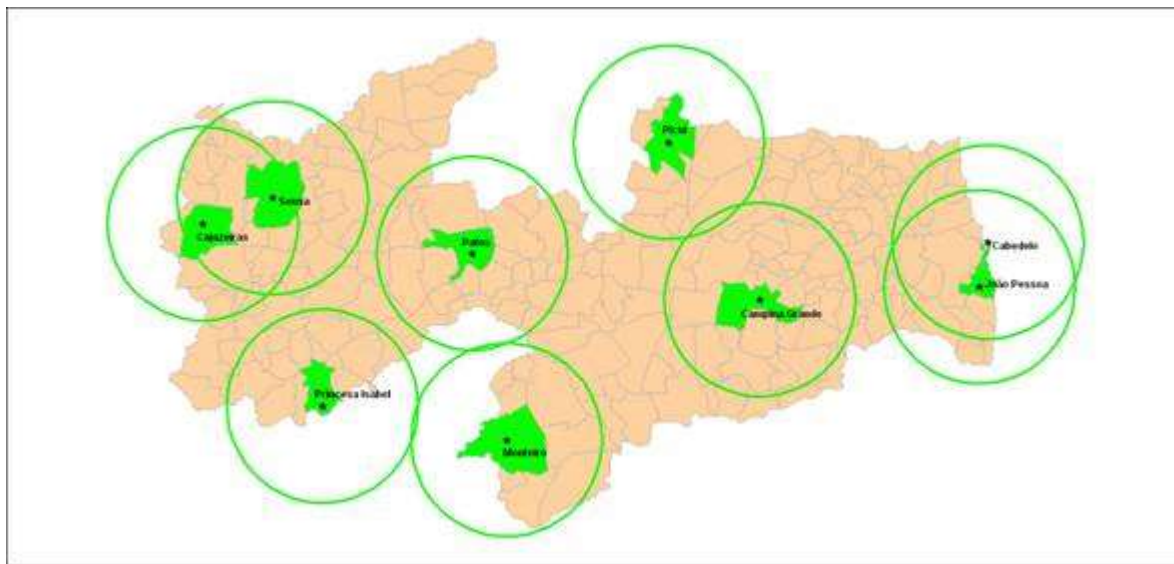 Picuí
Sousa
Cajazeiras
Patos
Cabedelo
João Pessoa
Campina Grande
Princesa Isabel
Monteiro